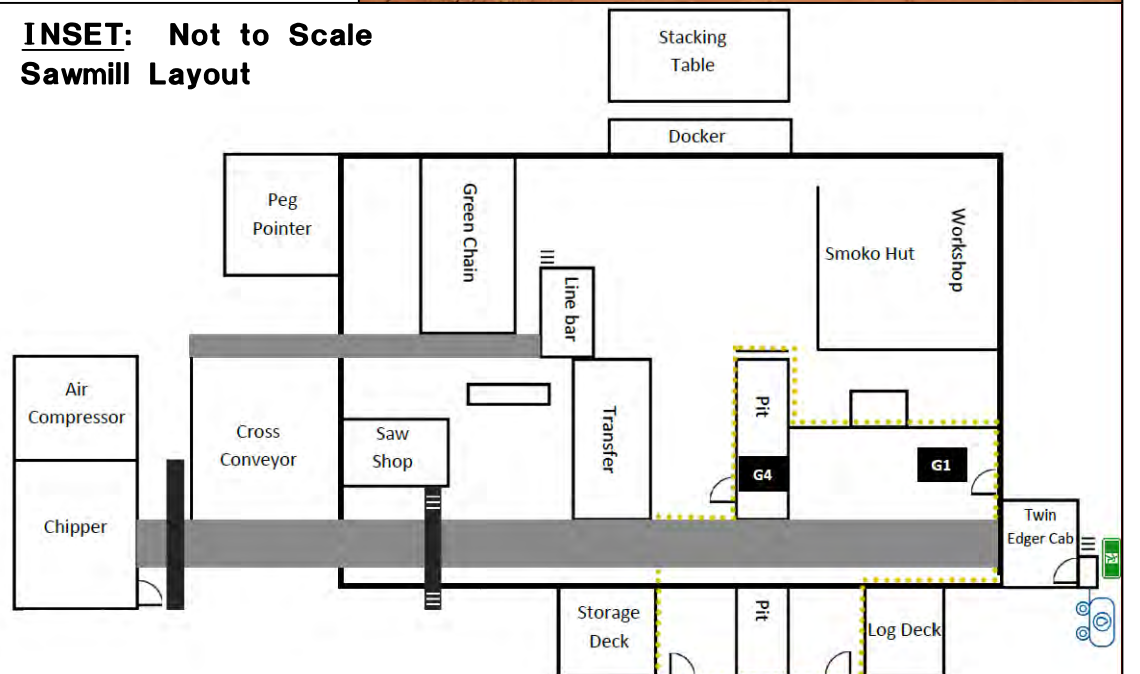 INSET: Not to Scale
Sawmill Layout
Stacking
Table
Docker
Peg
Pointer
Green Chain
Line bar
Smoko Hut
Workshop
Air
Compressor
Cross
Conveyor
Saw
Shop
Transfer
Pit
G4
G1
Chipper
Twin
Edger Cab
Storage
Deck
Pit
Log Deck